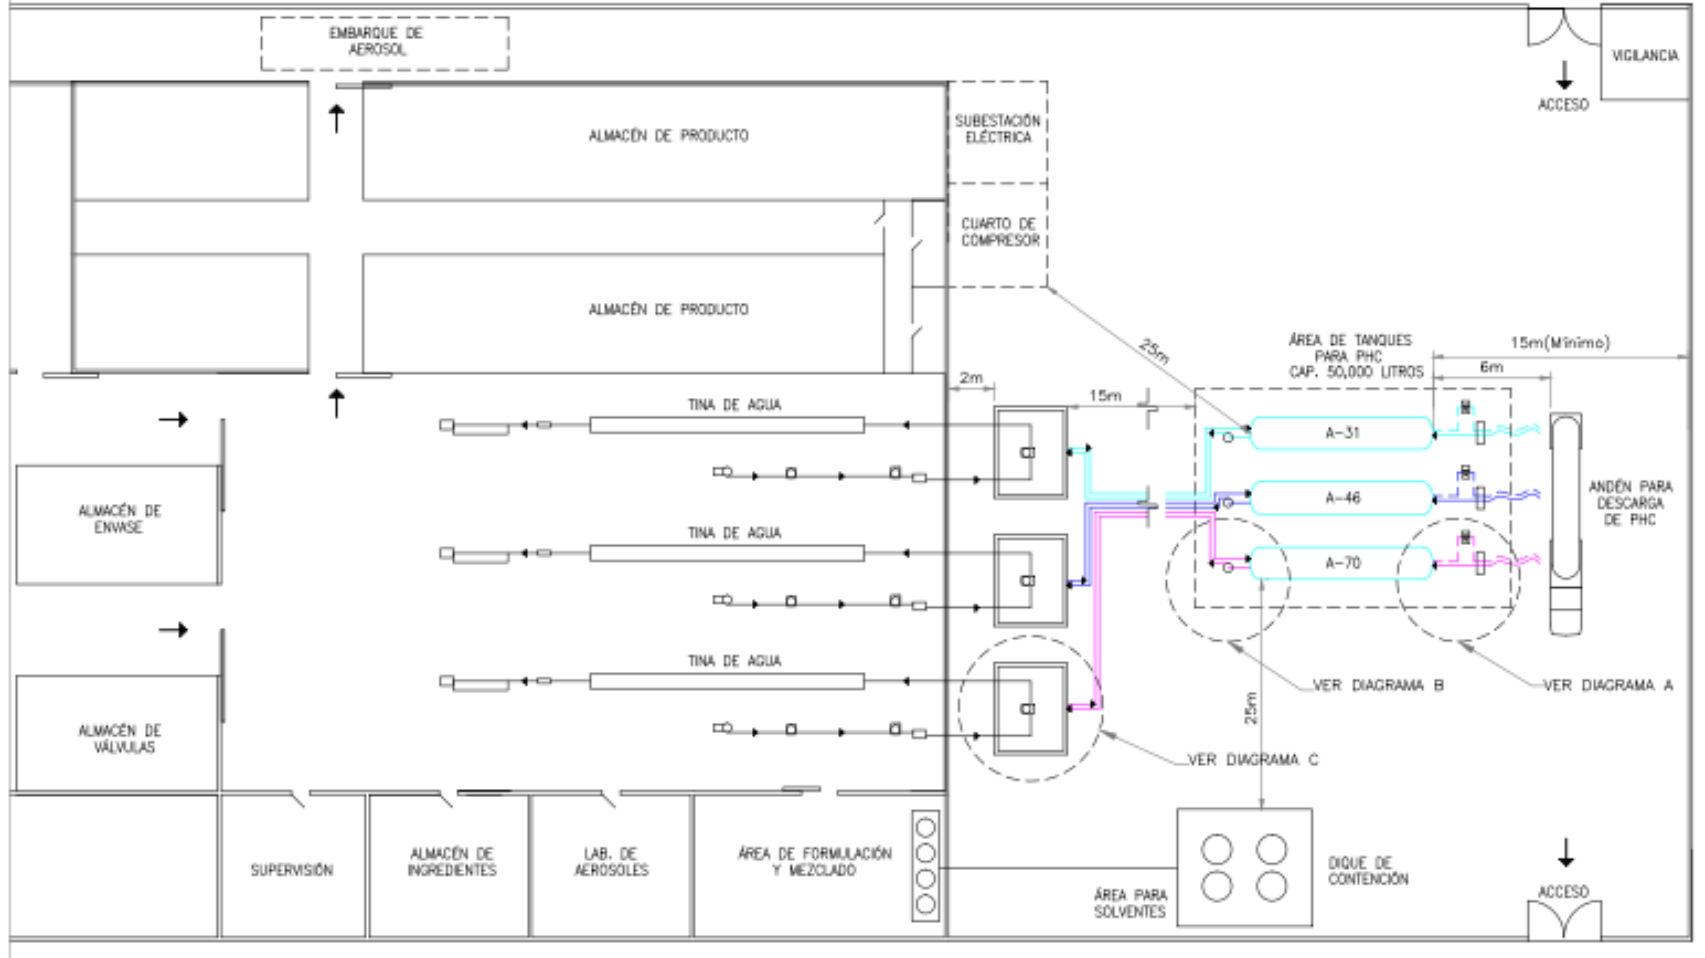 EMBARQUE DE
AEROSOL
VIGILANCIA
ACCESO
ALMACÉN DE PRODUCTO
SUBESTACIÓN
ELÉCTRICA
CUARTO DE
COMPRESOR
ALMACÉN DE PRODUCTO
25m
ÁREA DE TANQUES
PARA PHC
CAP. 50,000 LITROS
15m(Mínimo)
6m
2m
15m
TINA DE AGUA
A-31
A-46
A-70
ANDÉN PARA
DESCARGA
DE PHC
ALMACÉN DE
ENVASE
TINA DE AGUA
TINA DE AGUA
VER DIAGRAMA B
VER DIAGRAMA A
25m
VER DIAGRAMA C
ALMACÉN DE
VÁLVULAS
SUPERVISIÓN
ALMACÉN DE
INGREDIENTES
LAB. DE
AEROSOLES
ÁREA DE FORMULACIÓN
Y MEZCLADO
ÁREA PARA
SOLVENTES
DIQUE DE
CONTENCIÓN
ACCESO